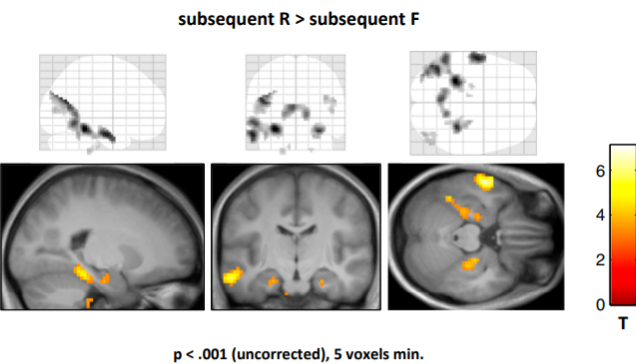 subsequent R > subsequent F
6
4
2
0
T
p < .001 (uncorrected), 5 voxels min.